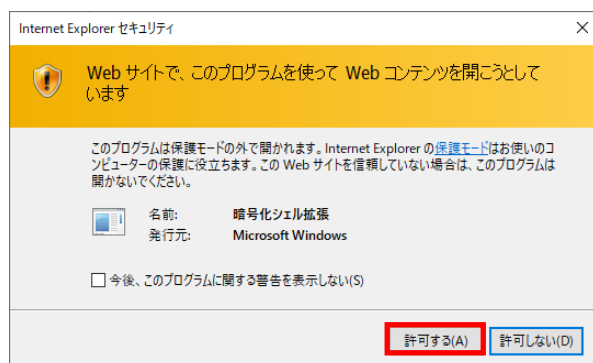 Internet Explorer セキュリティ
Web サイトで、このプログラムを使って Web コンテンツを開こうとして
います
このプログラムは保護モードの外で開かれます。Internet Explorer の保護モードはお使いのコ
ンピューターの保護に役立ちます。この Web サイトを信頼していない場合は、このプログラムは
開かないでください。
名前: 暗号化シェル拡張
発行元: Microsoft Windows
今後、このプログラムに関する警告を表示しない(S)
許可する(A) 許可しない(D)